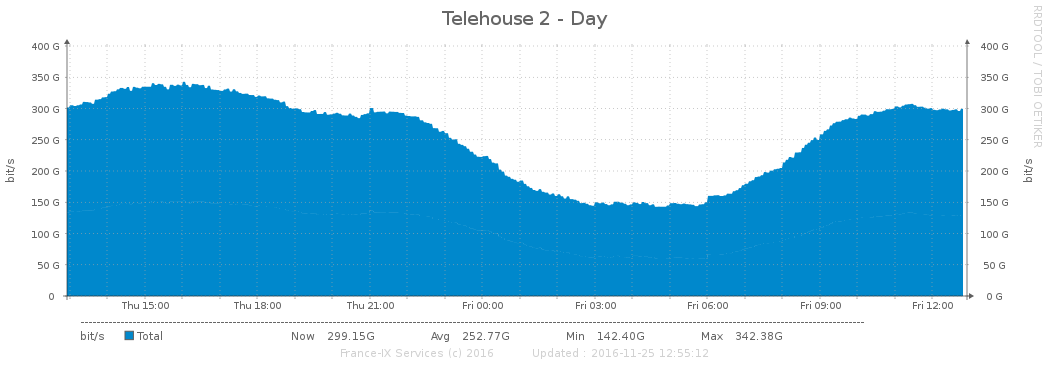 Telehouse 2 - Day
RRDTOOL / TOBI OETIKER
400 G 400 G
350 G 350 G
300 G 300 G
250 G 250 G
200 G 200 G
150 G 150 G
100 G 100 G
50 G 50 G
0 0 G
bit/s bit/s
Thu 15:00 Thu 18:00 Thu 21:00 Fri 00:00 Fri 03:00 Fri 06:00 Fri 09:00 Fri 12:00
bit/s Total Now 299.15G Avg 252.77G Min 142.40G Max 342.38G
France-IX Services (c) 2016 Updated : 2016-11-25 12:55:12